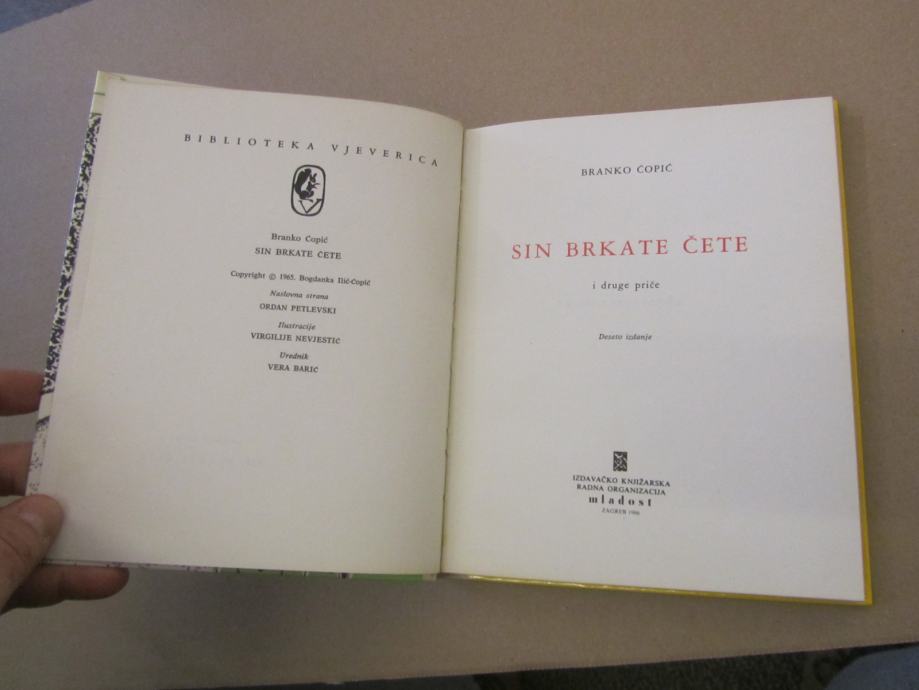 BIBLIOTEKA VJEVERICA
Branko Ćopić
SIN BRKATE ČETE
Copyright © 1965. Bogdanka Ilić-Ćopić
Naslovna strana
ORDAN PETLEVSKI
Ilustracije
VIRGILIJE NEVJESTIĆ
Urednik
VERA BARIĆ
BRANKO ĆOPIĆ
SIN BRKATE ČETE
i druge priče
Deseto izdanje
IZDAVAČKO KNJIŽARSKA
RADNA ORGANIZACIJA
mladost
ZAGREB 1986